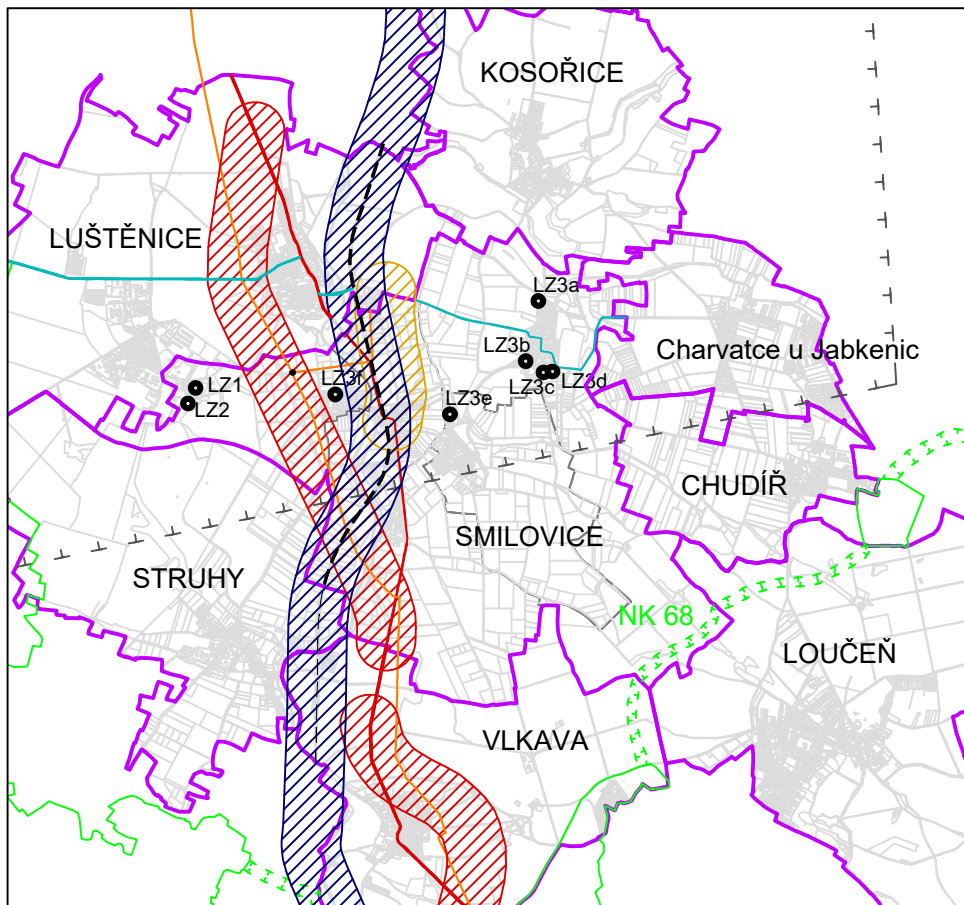 KOSOŘICE
LUŠTĚNICE
LZ3a
LZ3b
Charvatce u Jabkenic
LZ3c
LZ3d
LZ1
LZ3f
LZ2
LZ3e
CHUDÍŘ
SMILOVICE
STRUHY
NK 68
LOUČEŇ
VLKAVA